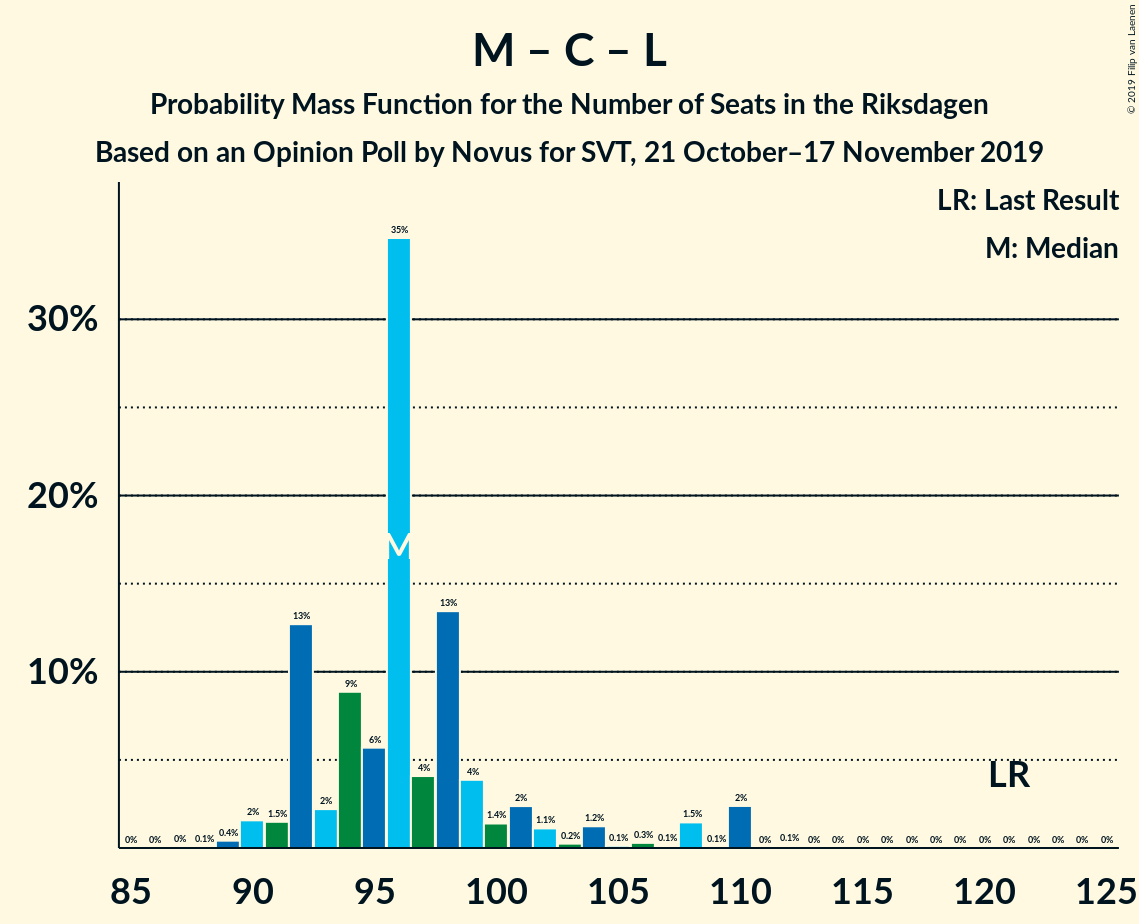 M – C – L
Probability Mass Function for the Number of Seats in the Riksdagen
Based on an Opinion Poll by Novus for SVT, 21 October–17 November 2019
© 2019 Filip van Laenen
LR: Last Result
M: Median
30%
20%
10%
0% 0% 0% 0.1% 0.4% 2% 1.5% 13% 2% 9% 6% 35% 4% 13% 4% 1.4% 2% 1.1% 0.2% 1.2% 0.1% 0.3% 0.1% 1.5% 0.1% 2% 0% 0.1% 0% 0% 0% 0% 0% 0% 0% 0% 0% 0% 0% 0% 0%
M
LR
85 90 95 100 105 110 115 120 125